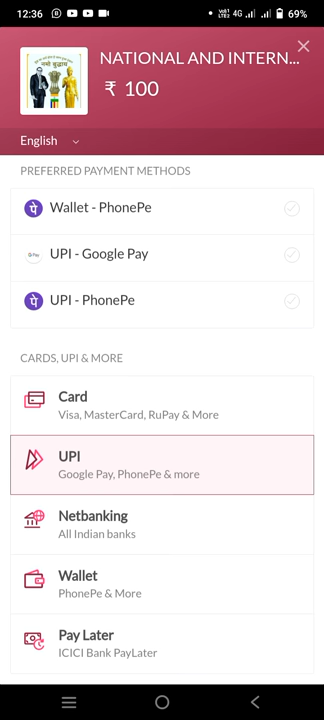 12:36
4G
69%
NATIONAL AND INTERN...
₹ 100
English
PREFERRED PAYMENT METHODS
Wallet - PhonePe
G Pay
UPI - Google Pay
UPI - PhonePe
CARDS, UPI & MORE
Card
Visa, MasterCard, RuPay & More
UPI
Google Pay, PhonePe & more
Netbanking
All Indian banks
Wallet
PhonePe & More
Pay Later
ICICI Bank PayLater